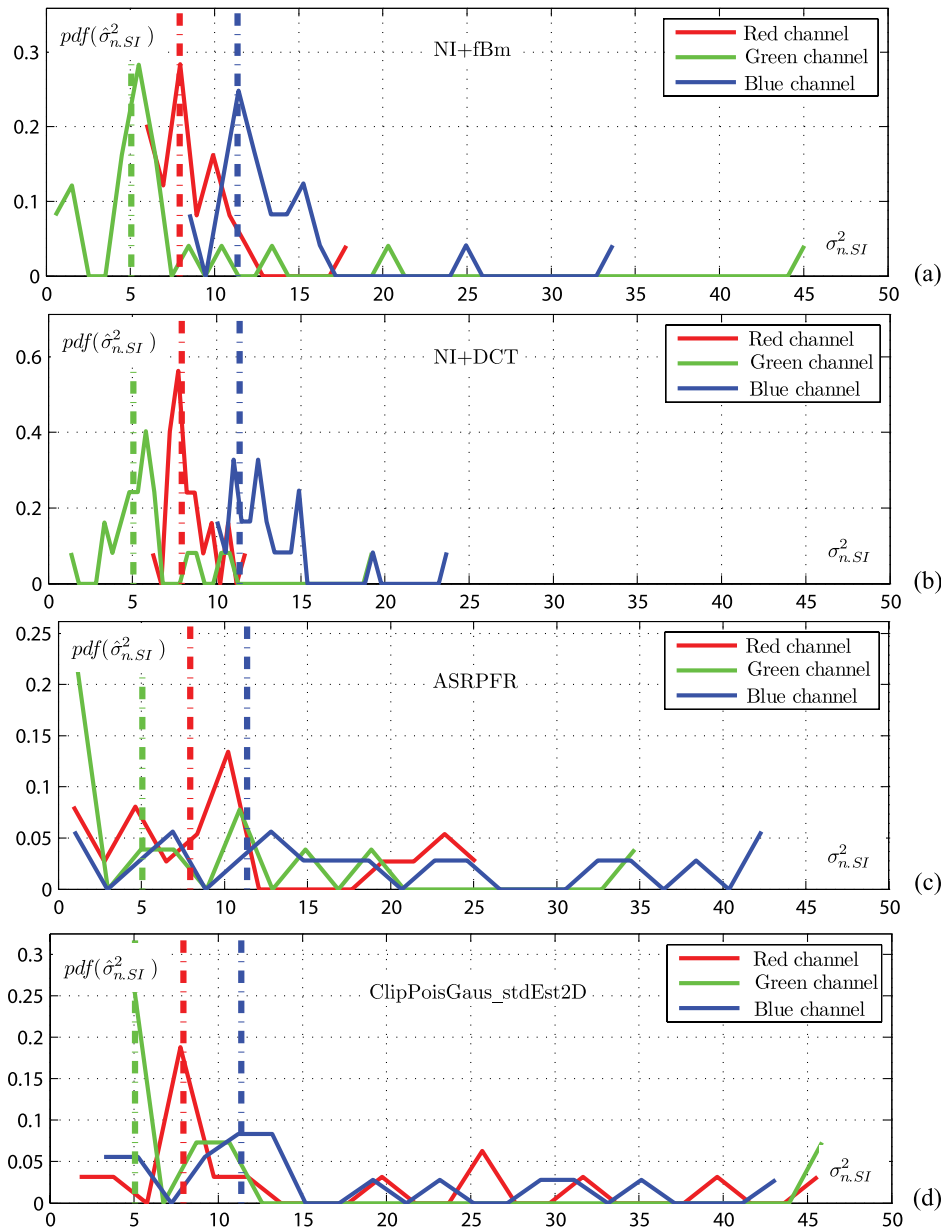 pdf(σ̂²n.SI)
NI+fBm
Red channel
Green channel
Blue channel
0.3
0.2
0.1
0
σ²n.SI
(a)
0 5 10 15 20 25 30 35 40 45 50
pdf(σ̂²n.SI)
NI+DCT
Red channel
Green channel
Blue channel
0.6
0.4
0.2
0
σ²n.SI
(b)
0 5 10 15 20 25 30 35 40 45 50
pdf(σ̂²n.SI)
ASRPFR
Red channel
Green channel
Blue channel
0.25
0.2
0.15
0.1
0.05
0
σ²n.SI
(c)
0 5 10 15 20 25 30 35 40 45 50
pdf(σ̂²n.SI)
ClipPoisGaus_stdEst2D
Red channel
Green channel
Blue channel
0.3
0.25
0.2
0.15
0.1
0.05
0
σ²n.SI
(d)
0 5 10 15 20 25 30 35 40 45 50